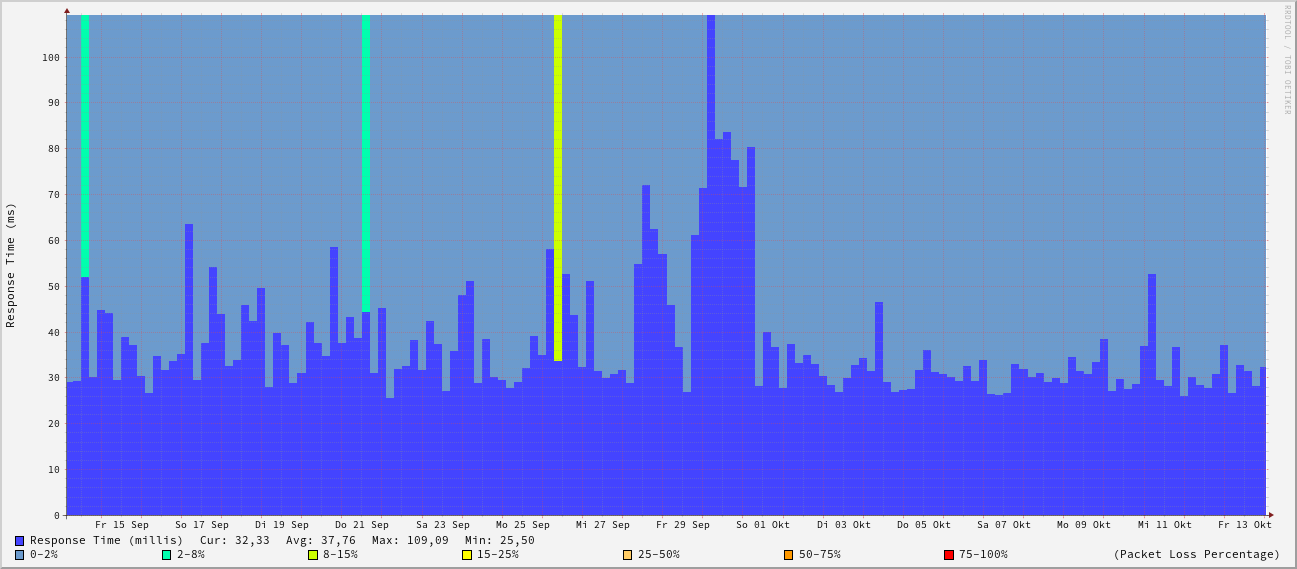 RRDTOOL / TOBI OETIKER
Response Time (ms)
100
90
80
70
60
50
40
30
20
10
0
Fr 15 Sep So 17 Sep Di 19 Sep Do 21 Sep Sa 23 Sep Mo 25 Sep Mi 27 Sep Fr 29 Sep So 01 Okt Di 03 Okt Do 05 Okt Sa 07 Okt Mo 09 Okt Mi 11 Okt Fr 13 Okt
Response Time (millis) Cur: 32,33 Avg: 37,76 Max: 109,09 Min: 25,50
0-2% 2-8% 8-15% 15-25% 25-50% 50-75% 75-100% (Packet Loss Percentage)